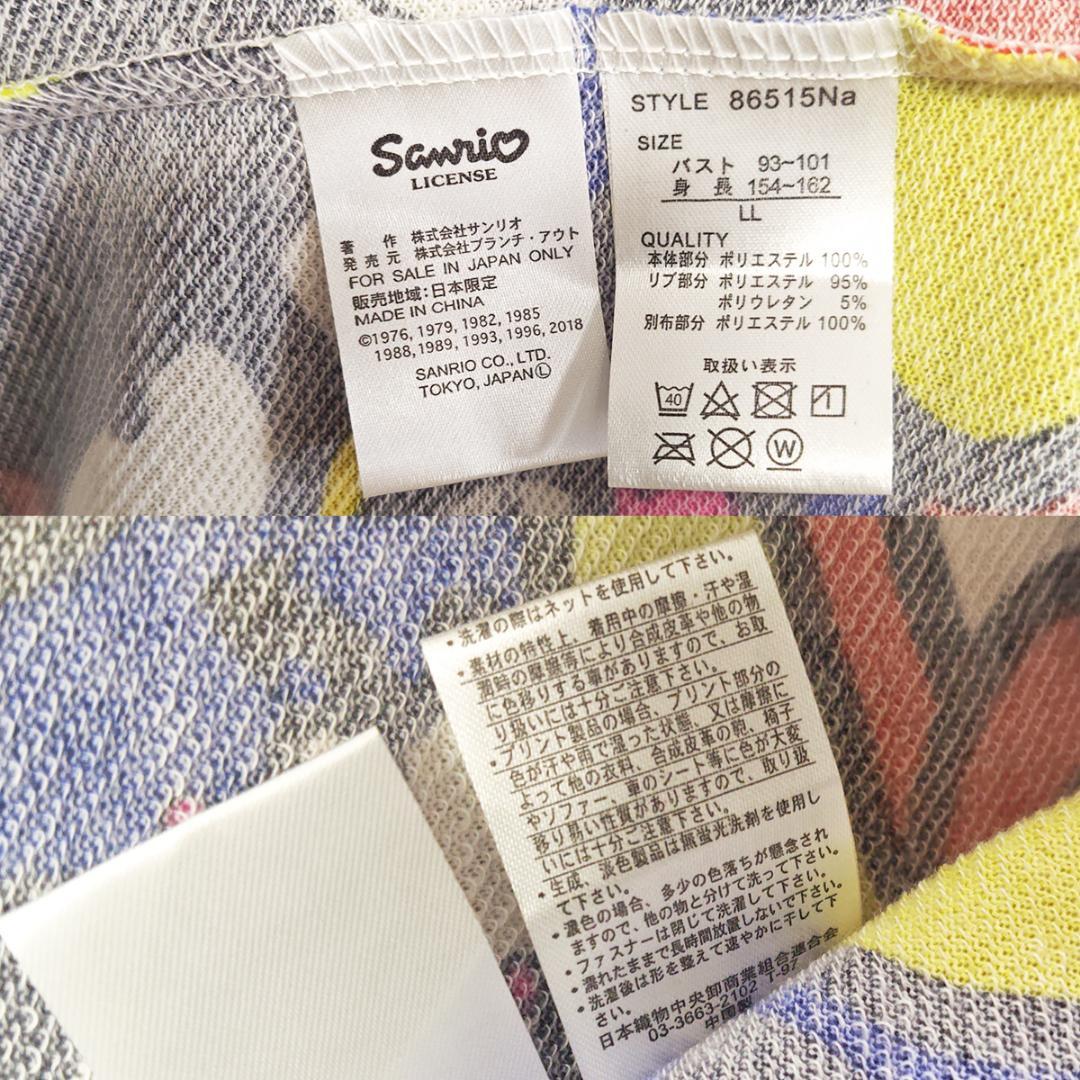 Sanrio
LICENSE
著 作 株式会社サンリオ
発 売 元 株式会社ブランチ・アウト
FOR SALE IN JAPAN ONLY
販売地域:日本限定
MADE IN CHINA
©1976, 1979, 1982, 1985
1988, 1989, 1993, 1996, 2018
SANRIO CO., LTD.
TOKYO, JAPAN Ⓛ
STYLE 86515Na
SIZE
バスト 93~101
身 長 154~162
LL
QUALITY
本体部分 ポリエステル 100%
リブ部分 ポリエステル 95%
ポリウレタン 5%
別布部分 ポリエステル 100%
取扱い表示
40
W
・洗濯の際はネットを使用して下さい。
・素材の特性上、着用中の摩擦・汗や湿
潤時の摩擦等により合成皮革や他の物
に色移りする事がありますので、お取
り扱いには十分ご注意下さい。
・プリント製品の場合、プリント部分の
色が汗や雨で湿った状態、又は摩擦に
よって他の衣料、合成皮革の鞄、椅子
やソファー、車のシート等に色が大変
移り易い性質がありますので、取り扱
いには十分ご注意下さい。
・生成、淡色製品は無蛍光洗剤を使用し
て下さい。
・濃色の場合、多少の色落ちが懸念され
ますので、他の物と分けて洗って下さい。
・ファスナーは閉じて洗濯して下さい。
・濡れたままで長時間放置しないで下さい。
・洗濯後は形を整えて速やかに干して下
さい。
日本織物中央卸商業組合連合会
03-3663-2102 T-97
中国製